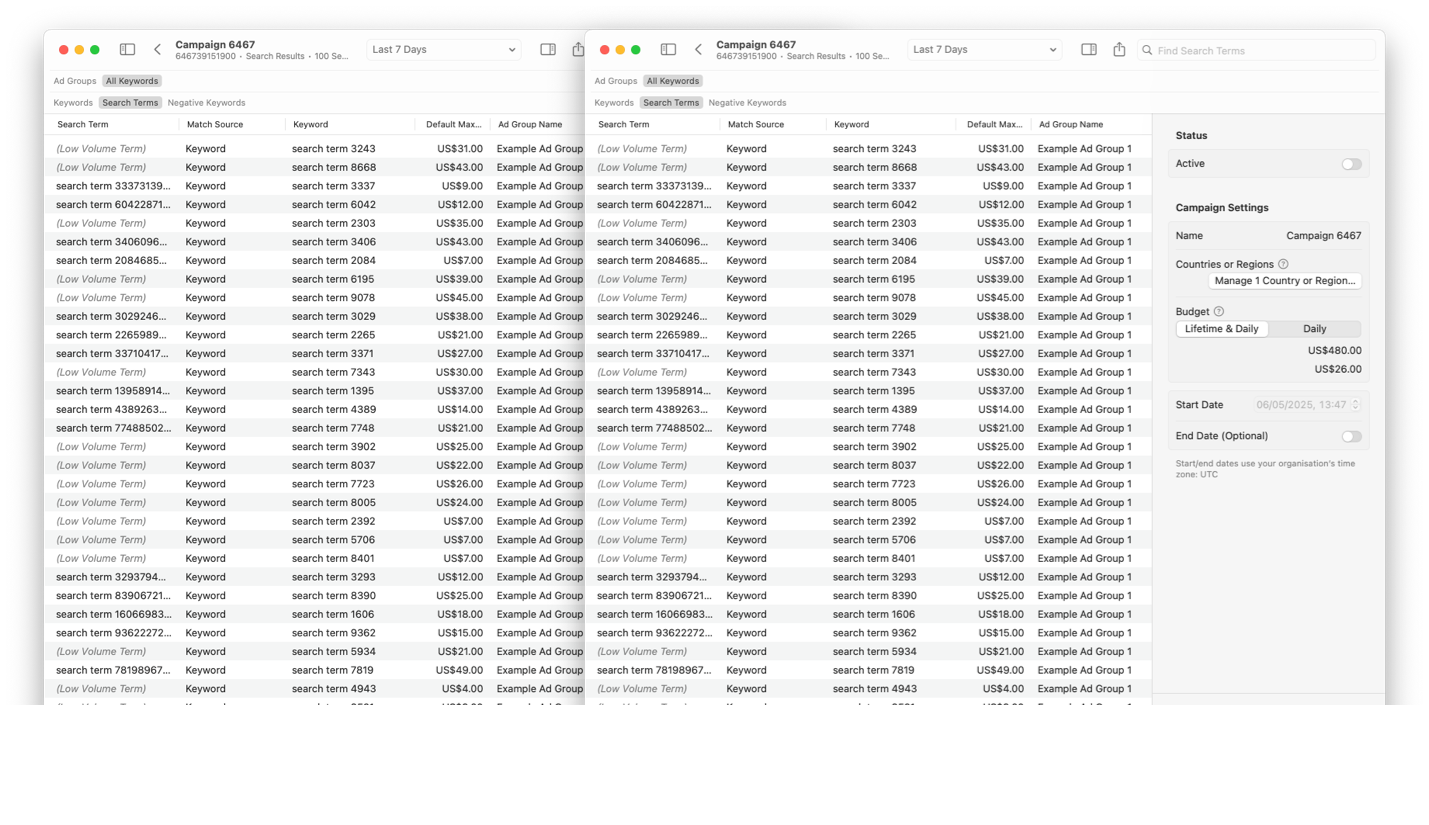 Campaign 6467
646739151900 • Search Results • 100 Se...
Last 7 Days
Ad Groups All Keywords
Keywords Search Terms Negative Keywords
Search Term Match Source Keyword Default Max... Ad Group Name
(Low Volume Term) Keyword search term 3243 US$31.00 Example Ad Group
(Low Volume Term) Keyword search term 8668 US$43.00 Example Ad Group
search term 33373139... Keyword search term 3337 US$9.00 Example Ad Group
search term 60422871... Keyword search term 6042 US$12.00 Example Ad Group
(Low Volume Term) Keyword search term 2303 US$35.00 Example Ad Group
search term 3406096... Keyword search term 3406 US$43.00 Example Ad Group
search term 2084685... Keyword search term 2084 US$7.00 Example Ad Group
(Low Volume Term) Keyword search term 6195 US$39.00 Example Ad Group
(Low Volume Term) Keyword search term 9078 US$45.00 Example Ad Group
search term 3029246... Keyword search term 3029 US$38.00 Example Ad Group
search term 2265989... Keyword search term 2265 US$21.00 Example Ad Group
search term 33710417... Keyword search term 3371 US$27.00 Example Ad Group
(Low Volume Term) Keyword search term 7343 US$30.00 Example Ad Group
search term 13958914... Keyword search term 1395 US$37.00 Example Ad Group
search term 4389263... Keyword search term 4389 US$14.00 Example Ad Group
search term 77488502... Keyword search term 7748 US$21.00 Example Ad Group
(Low Volume Term) Keyword search term 3902 US$25.00 Example Ad Group
(Low Volume Term) Keyword search term 8037 US$22.00 Example Ad Group
(Low Volume Term) Keyword search term 7723 US$26.00 Example Ad Group
(Low Volume Term) Keyword search term 8005 US$24.00 Example Ad Group
(Low Volume Term) Keyword search term 2392 US$7.00 Example Ad Group
(Low Volume Term) Keyword search term 5706 US$7.00 Example Ad Group
(Low Volume Term) Keyword search term 8401 US$7.00 Example Ad Group
search term 3293794... Keyword search term 3293 US$12.00 Example Ad Group
search term 83906721... Keyword search term 8390 US$25.00 Example Ad Group
search term 16066983... Keyword search term 1606 US$18.00 Example Ad Group
search term 93622272... Keyword search term 9362 US$15.00 Example Ad Group
(Low Volume Term) Keyword search term 5934 US$21.00 Example Ad Group
search term 78198967... Keyword search term 7819 US$49.00 Example Ad Group
(Low Volume Term) Keyword search term 4943 US$4.00 Example Ad Group
Campaign 6467
646739151900 • Search Results • 100 Se...
Last 7 Days
Find Search Terms
Ad Groups All Keywords
Keywords Search Terms Negative Keywords
Search Term Match Source Keyword Default Max... Ad Group Name
(Low Volume Term) Keyword search term 3243 US$31.00 Example Ad Group 1
(Low Volume Term) Keyword search term 8668 US$43.00 Example Ad Group 1
search term 33373139... Keyword search term 3337 US$9.00 Example Ad Group 1
search term 60422871... Keyword search term 6042 US$12.00 Example Ad Group 1
(Low Volume Term) Keyword search term 2303 US$35.00 Example Ad Group 1
search term 3406096... Keyword search term 3406 US$43.00 Example Ad Group 1
search term 2084685... Keyword search term 2084 US$7.00 Example Ad Group 1
(Low Volume Term) Keyword search term 6195 US$39.00 Example Ad Group 1
(Low Volume Term) Keyword search term 9078 US$45.00 Example Ad Group 1
search term 3029246... Keyword search term 3029 US$38.00 Example Ad Group 1
search term 2265989... Keyword search term 2265 US$21.00 Example Ad Group 1
search term 33710417... Keyword search term 3371 US$27.00 Example Ad Group 1
(Low Volume Term) Keyword search term 7343 US$30.00 Example Ad Group 1
search term 13958914... Keyword search term 1395 US$37.00 Example Ad Group 1
search term 4389263... Keyword search term 4389 US$14.00 Example Ad Group 1
search term 77488502... Keyword search term 7748 US$21.00 Example Ad Group 1
(Low Volume Term) Keyword search term 3902 US$25.00 Example Ad Group 1
(Low Volume Term) Keyword search term 8037 US$22.00 Example Ad Group 1
(Low Volume Term) Keyword search term 7723 US$26.00 Example Ad Group 1
(Low Volume Term) Keyword search term 8005 US$24.00 Example Ad Group 1
(Low Volume Term) Keyword search term 2392 US$7.00 Example Ad Group 1
(Low Volume Term) Keyword search term 5706 US$7.00 Example Ad Group 1
(Low Volume Term) Keyword search term 8401 US$7.00 Example Ad Group 1
search term 3293794... Keyword search term 3293 US$12.00 Example Ad Group 1
search term 83906721... Keyword search term 8390 US$25.00 Example Ad Group 1
search term 16066983... Keyword search term 1606 US$18.00 Example Ad Group 1
search term 93622272... Keyword search term 9362 US$15.00 Example Ad Group 1
(Low Volume Term) Keyword search term 5934 US$21.00 Example Ad Group 1
search term 78198967... Keyword search term 7819 US$49.00 Example Ad Group 1
(Low Volume Term) Keyword search term 4943 US$4.00 Example Ad Group 1
Status
Active
Campaign Settings
Name Campaign 6467
Countries or Regions ?
Manage 1 Country or Region...
Budget ?
Lifetime & Daily Daily
US$480.00
US$26.00
Start Date 06/05/2025, 13:47
End Date (Optional)
Start/end dates use your organisation's time
zone: UTC